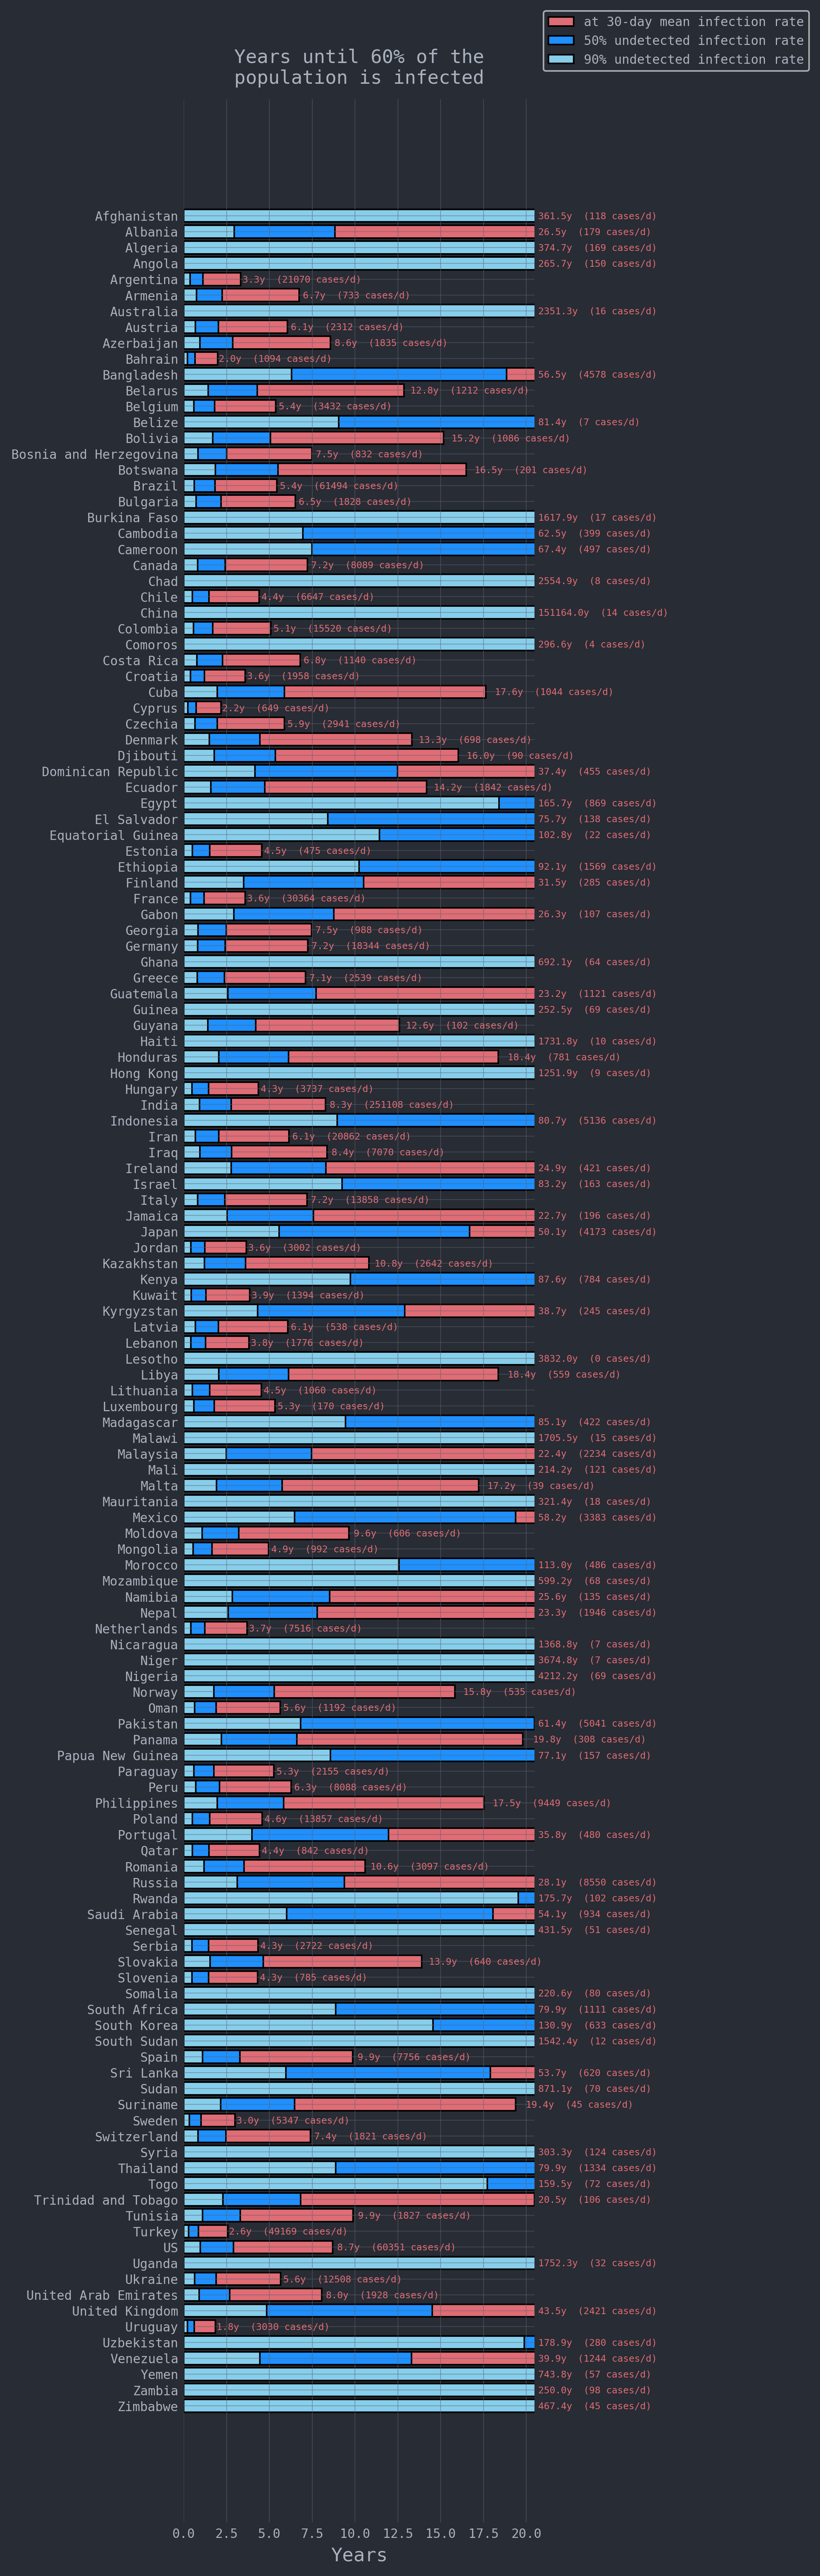 at 30-day mean infection rate
50% undetected infection rate
90% undetected infection rate
Years until 60% of the
population is infected
Afghanistan 361.5y (118 cases/d)
Albania 26.5y (179 cases/d)
Algeria 374.7y (169 cases/d)
Angola 265.7y (150 cases/d)
Argentina 3.3y (21070 cases/d)
Armenia 6.7y (733 cases/d)
Australia 2351.3y (16 cases/d)
Austria 6.1y (2312 cases/d)
Azerbaijan 8.6y (1835 cases/d)
Bahrain 2.0y (1094 cases/d)
Bangladesh 56.5y (4578 cases/d)
Belarus 12.8y (1212 cases/d)
Belgium 5.4y (3432 cases/d)
Belize 81.4y (7 cases/d)
Bolivia 15.2y (1086 cases/d)
Bosnia and Herzegovina 7.5y (832 cases/d)
Botswana 16.5y (201 cases/d)
Brazil 5.4y (61494 cases/d)
Bulgaria 6.5y (1828 cases/d)
Burkina Faso 1617.9y (17 cases/d)
Cambodia 62.5y (399 cases/d)
Cameroon 67.4y (497 cases/d)
Canada 7.2y (8089 cases/d)
Chad 2554.9y (8 cases/d)
Chile 4.4y (6647 cases/d)
China 151164.0y (14 cases/d)
Colombia 5.1y (15520 cases/d)
Comoros 296.6y (4 cases/d)
Costa Rica 6.8y (1140 cases/d)
Croatia 3.6y (1958 cases/d)
Cuba 17.6y (1044 cases/d)
Cyprus 2.2y (649 cases/d)
Czechia 5.9y (2941 cases/d)
Denmark 13.3y (698 cases/d)
Djibouti 16.0y (90 cases/d)
Dominican Republic 37.4y (455 cases/d)
Ecuador 14.2y (1842 cases/d)
Egypt 165.7y (869 cases/d)
El Salvador 75.7y (138 cases/d)
Equatorial Guinea 102.8y (22 cases/d)
Estonia 4.5y (475 cases/d)
Ethiopia 92.1y (1569 cases/d)
Finland 31.5y (285 cases/d)
France 3.6y (30364 cases/d)
Gabon 26.3y (107 cases/d)
Georgia 7.5y (988 cases/d)
Germany 7.2y (18344 cases/d)
Ghana 692.1y (64 cases/d)
Greece 7.1y (2539 cases/d)
Guatemala 23.2y (1121 cases/d)
Guinea 252.5y (69 cases/d)
Guyana 12.6y (102 cases/d)
Haiti 1731.8y (10 cases/d)
Honduras 18.4y (781 cases/d)
Hong Kong 1251.9y (9 cases/d)
Hungary 4.3y (3737 cases/d)
India 8.3y (251108 cases/d)
Indonesia 80.7y (5136 cases/d)
Iran 6.1y (20862 cases/d)
Iraq 8.4y (7070 cases/d)
Ireland 24.9y (421 cases/d)
Israel 83.2y (163 cases/d)
Italy 7.2y (13858 cases/d)
Jamaica 22.7y (196 cases/d)
Japan 50.1y (4173 cases/d)
Jordan 3.6y (3002 cases/d)
Kazakhstan 10.8y (2642 cases/d)
Kenya 87.6y (784 cases/d)
Kuwait 3.9y (1394 cases/d)
Kyrgyzstan 38.7y (245 cases/d)
Latvia 6.1y (538 cases/d)
Lebanon 3.8y (1776 cases/d)
Lesotho 3832.0y (0 cases/d)
Libya 18.4y (559 cases/d)
Lithuania 4.5y (1060 cases/d)
Luxembourg 5.3y (170 cases/d)
Madagascar 85.1y (422 cases/d)
Malawi 1705.5y (15 cases/d)
Malaysia 22.4y (2234 cases/d)
Mali 214.2y (121 cases/d)
Malta 17.2y (39 cases/d)
Mauritania 321.4y (18 cases/d)
Mexico 58.2y (3383 cases/d)
Moldova 9.6y (606 cases/d)
Mongolia 4.9y (992 cases/d)
Morocco 113.0y (486 cases/d)
Mozambique 599.2y (68 cases/d)
Namibia 25.6y (135 cases/d)
Nepal 23.3y (1946 cases/d)
Netherlands 3.7y (7516 cases/d)
Nicaragua 1368.8y (7 cases/d)
Niger 3674.8y (7 cases/d)
Nigeria 4212.2y (69 cases/d)
Norway 15.8y (535 cases/d)
Oman 5.6y (1192 cases/d)
Pakistan 61.4y (5041 cases/d)
Panama 19.8y (308 cases/d)
Papua New Guinea 77.1y (157 cases/d)
Paraguay 5.3y (2155 cases/d)
Peru 6.3y (8088 cases/d)
Philippines 17.5y (9449 cases/d)
Poland 4.6y (13857 cases/d)
Portugal 35.8y (480 cases/d)
Qatar 4.4y (842 cases/d)
Romania 10.6y (3097 cases/d)
Russia 28.1y (8550 cases/d)
Rwanda 175.7y (102 cases/d)
Saudi Arabia 54.1y (934 cases/d)
Senegal 431.5y (51 cases/d)
Serbia 4.3y (2722 cases/d)
Slovakia 13.9y (640 cases/d)
Slovenia 4.3y (785 cases/d)
Somalia 220.6y (80 cases/d)
South Africa 79.9y (1111 cases/d)
South Korea 130.9y (633 cases/d)
South Sudan 1542.4y (12 cases/d)
Spain 9.9y (7756 cases/d)
Sri Lanka 53.7y (620 cases/d)
Sudan 871.1y (70 cases/d)
Suriname 19.4y (45 cases/d)
Sweden 3.0y (5347 cases/d)
Switzerland 7.4y (1821 cases/d)
Syria 303.3y (124 cases/d)
Thailand 79.9y (1334 cases/d)
Togo 159.5y (72 cases/d)
Trinidad and Tobago 20.5y (106 cases/d)
Tunisia 9.9y (1827 cases/d)
Turkey 2.6y (49169 cases/d)
US 8.7y (60351 cases/d)
Uganda 1752.3y (32 cases/d)
Ukraine 5.6y (12508 cases/d)
United Arab Emirates 8.0y (1928 cases/d)
United Kingdom 43.5y (2421 cases/d)
Uruguay 1.8y (3030 cases/d)
Uzbekistan 178.9y (280 cases/d)
Venezuela 39.9y (1244 cases/d)
Yemen 743.8y (57 cases/d)
Zambia 250.0y (98 cases/d)
Zimbabwe 467.4y (45 cases/d)
0.0 2.5 5.0 7.5 10.0 12.5 15.0 17.5 20.0
Years